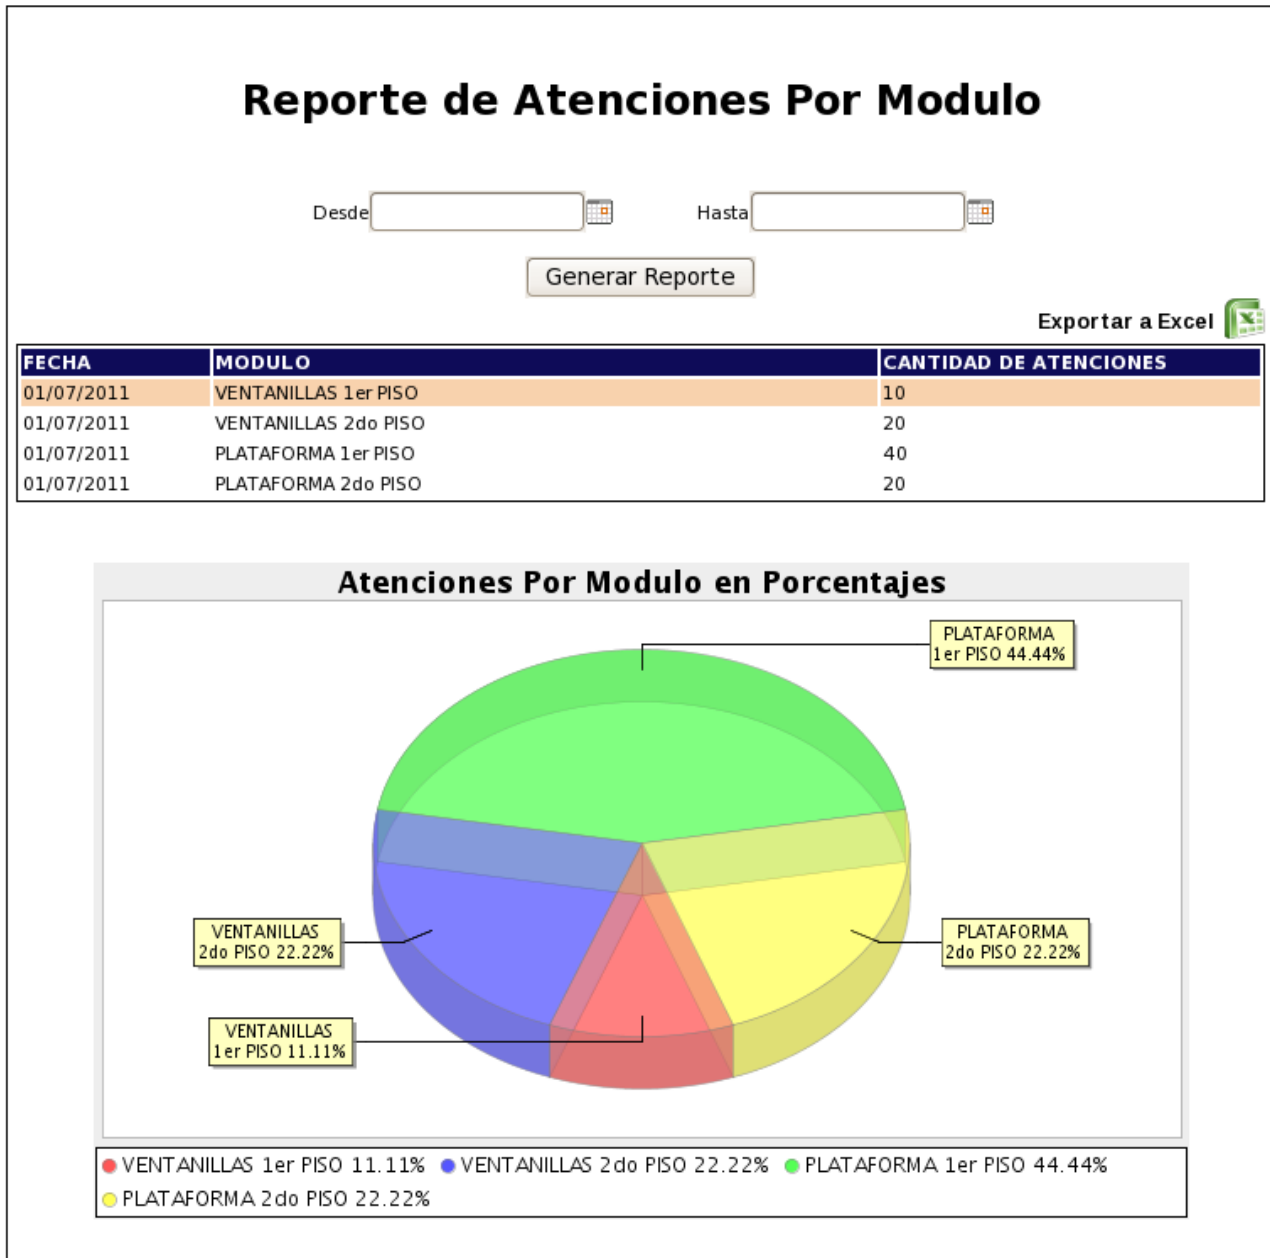 Reporte de Atenciones Por Modulo
Desde Hasta
Generar Reporte
Exportar a Excel
FECHA MODULO CANTIDAD DE ATENCIONES
01/07/2011 VENTANILLAS 1er PISO 10
01/07/2011 VENTANILLAS 2do PISO 20
01/07/2011 PLATAFORMA 1er PISO 40
01/07/2011 PLATAFORMA 2do PISO 20
Atenciones Por Modulo en Porcentajes
PLATAFORMA
1er PISO 44.44%
VENTANILLAS
2do PISO 22.22%
PLATAFORMA
2do PISO 22.22%
VENTANILLAS
1er PISO 11.11%
VENTANILLAS 1er PISO 11.11% VENTANILLAS 2do PISO 22.22% PLATAFORMA 1er PISO 44.44%
PLATAFORMA 2do PISO 22.22%